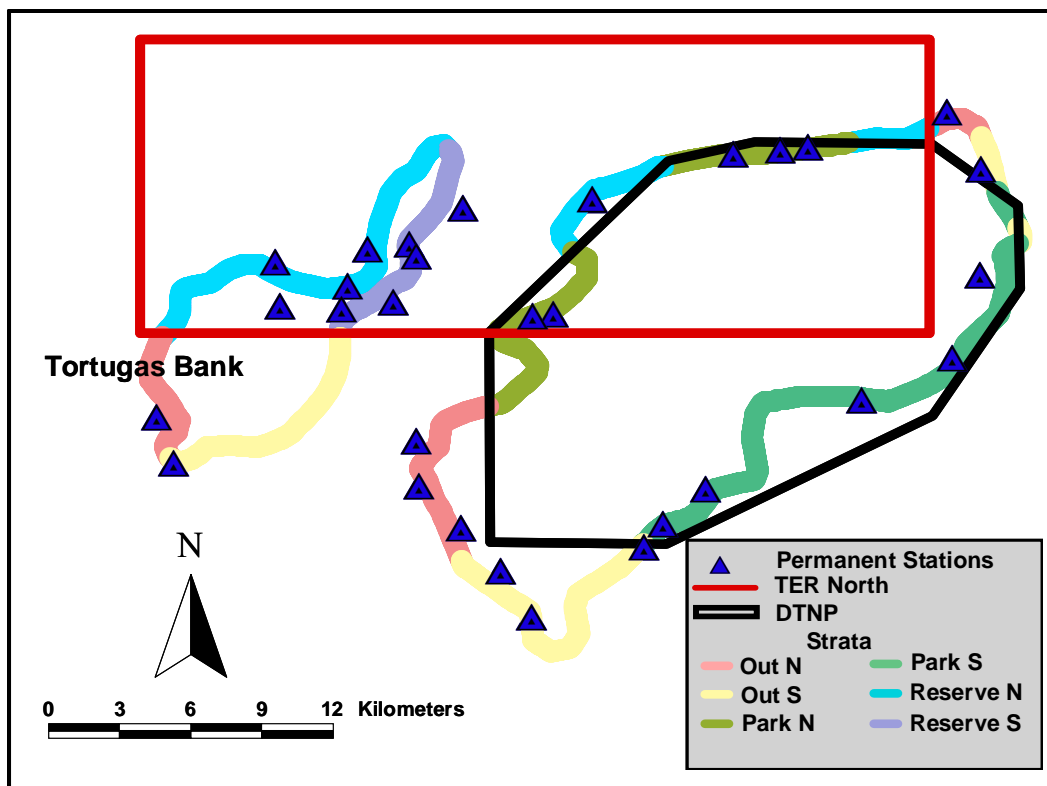 Tortugas Bank
N
0 3 6 9 12 Kilometers
Permanent Stations
TER North
DTNP
Strata
Out N
Park S
Out S
Reserve N
Park N
Reserve S